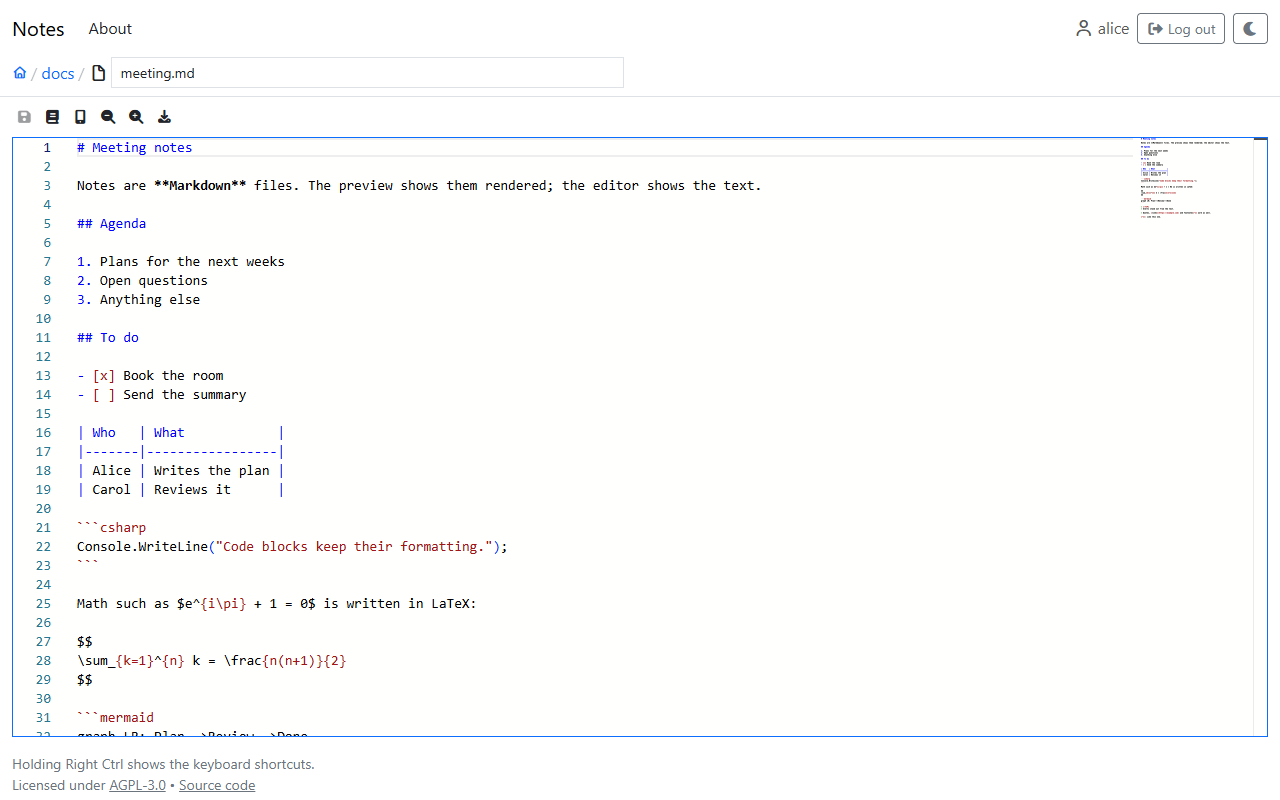 Notes About alice Log out
/ docs / meeting.md
1 # Meeting notes
2
3 Notes are **Markdown** files. The preview shows them rendered; the editor shows the text.
4
5 ## Agenda
6
7 1. Plans for the next weeks
8 2. Open questions
9 3. Anything else
10
11 ## To do
12
13 - [x] Book the room
14 - [ ] Send the summary
15
16 | Who   | What            |
17 |-------|-----------------|
18 | Alice | Writes the plan |
19 | Carol | Reviews it      |
20
21 ```csharp
22 Console.WriteLine("Code blocks keep their formatting.");
23 ```
24
25 Math such as $e^{i\pi} + 1 = 0$ is written in LaTeX:
26
27 $$
28 \sum_{k=1}^{n} k = \frac{n(n+1)}{2}
29 $$
30
31 ```mermaid
32 graph LR; Plan-->Review-->Done
Holding Right Ctrl shows the keyboard shortcuts.
Licensed under AGPL-3.0 • Source code